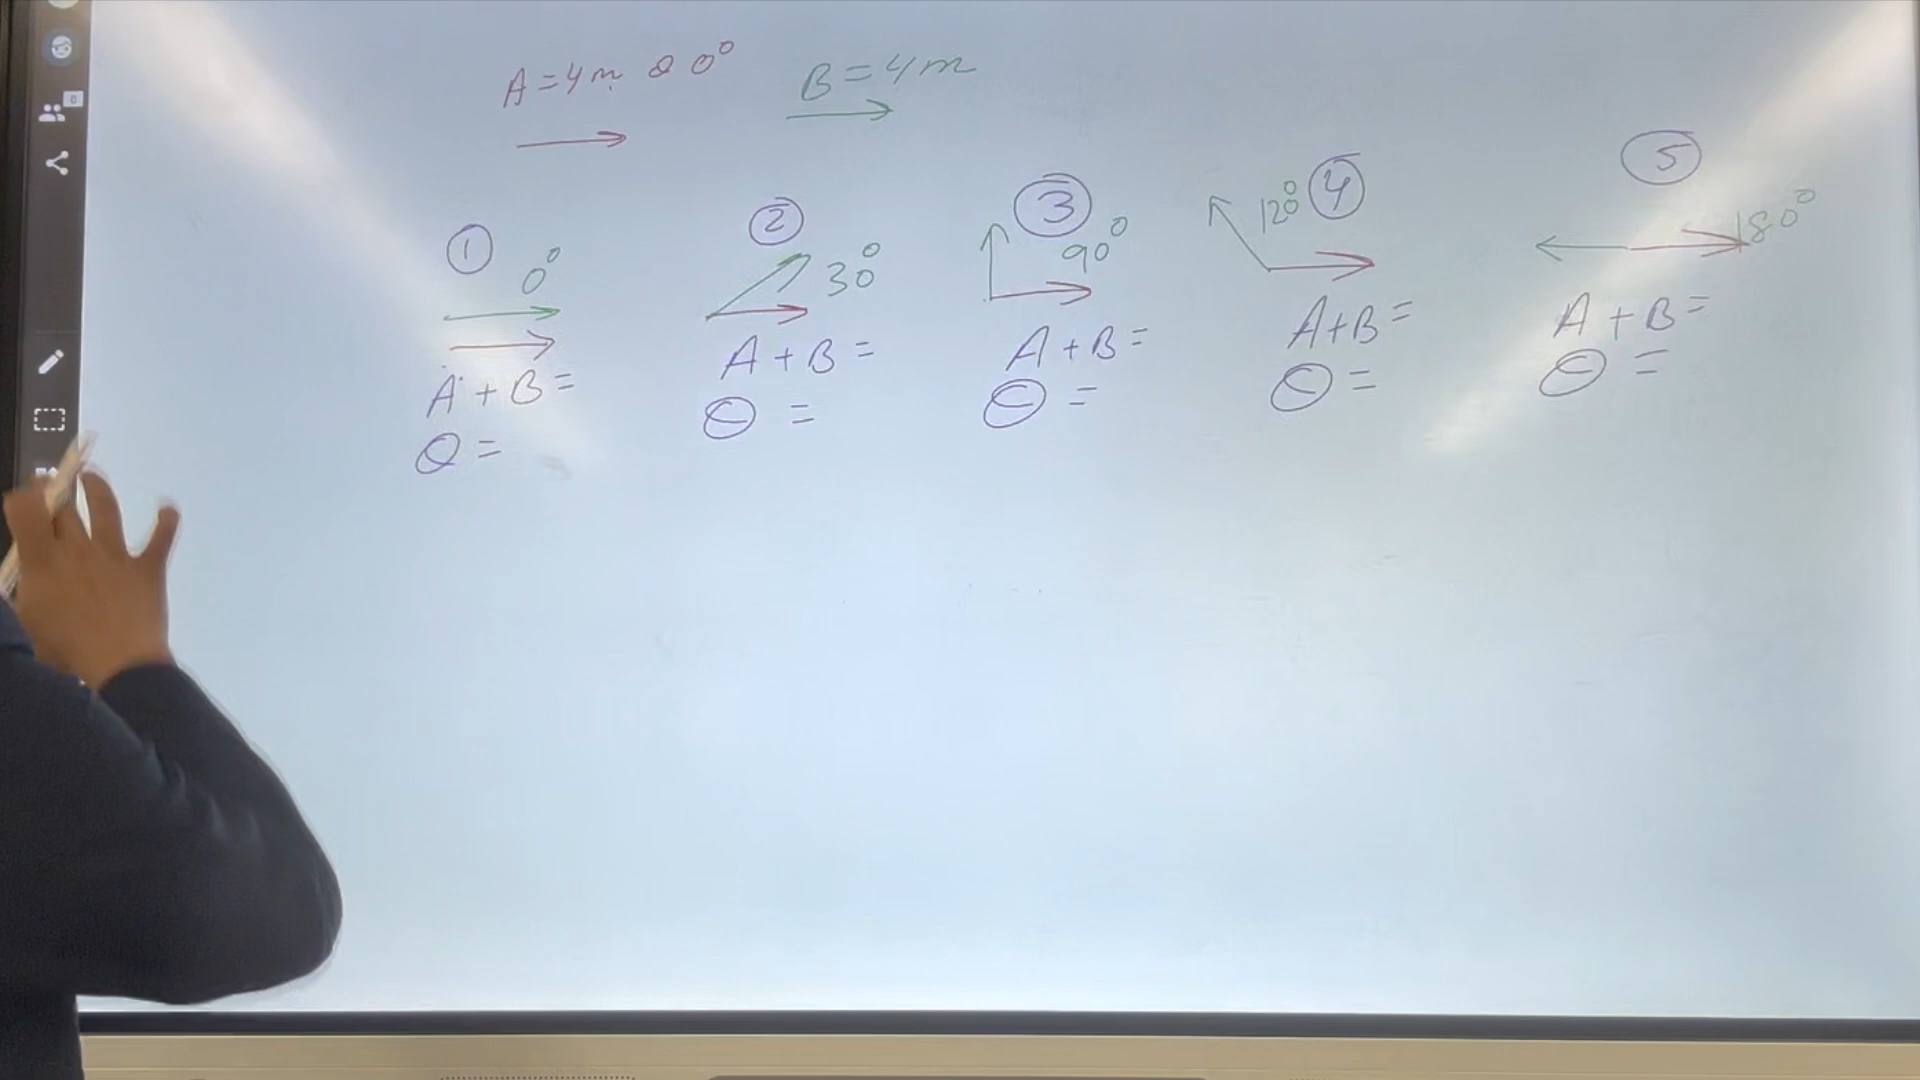 A = 4m @ 0°
B = 4m
① 0°
A + B =
Θ =
② 30°
A + B =
Θ =
③ 90°
A + B =
Θ =
④ 120°
A+B =
Θ =
⑤ 180°
A + B =
Θ =